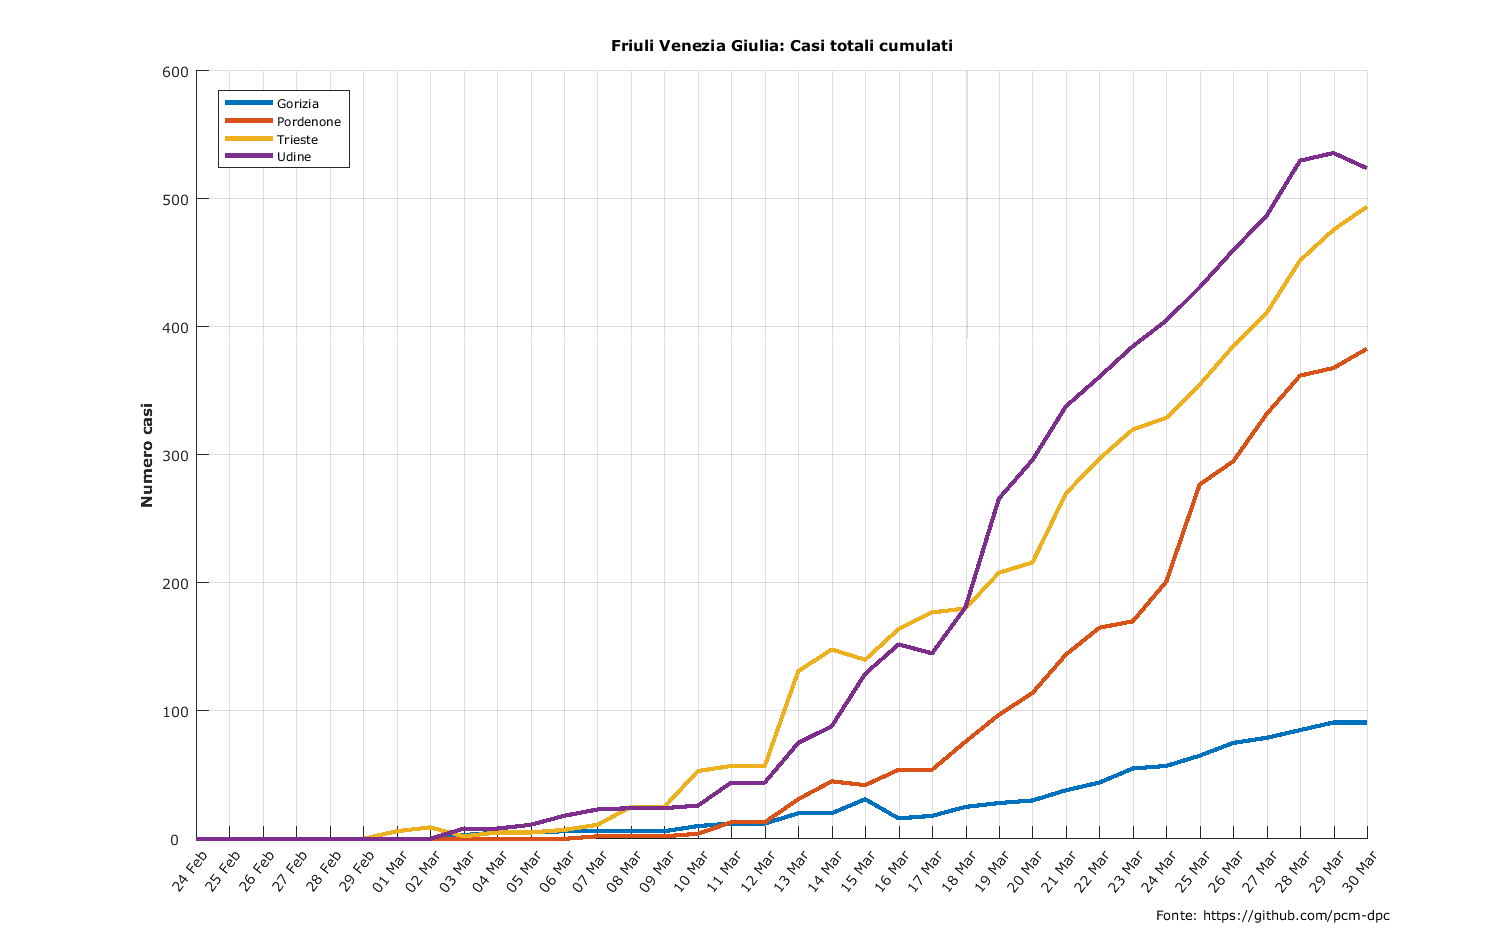 Friuli Venezia Giulia: Casi totali cumulati
600
500
400
300
200
100
0
Numero casi
Gorizia
Pordenone
Trieste
Udine
24 Feb
25 Feb
26 Feb
27 Feb
28 Feb
29 Feb
01 Mar
02 Mar
03 Mar
04 Mar
05 Mar
06 Mar
07 Mar
08 Mar
09 Mar
10 Mar
11 Mar
12 Mar
13 Mar
14 Mar
15 Mar
16 Mar
17 Mar
18 Mar
19 Mar
20 Mar
21 Mar
22 Mar
23 Mar
24 Mar
25 Mar
26 Mar
27 Mar
28 Mar
29 Mar
30 Mar
Fonte: https://github.com/pcm-dpc